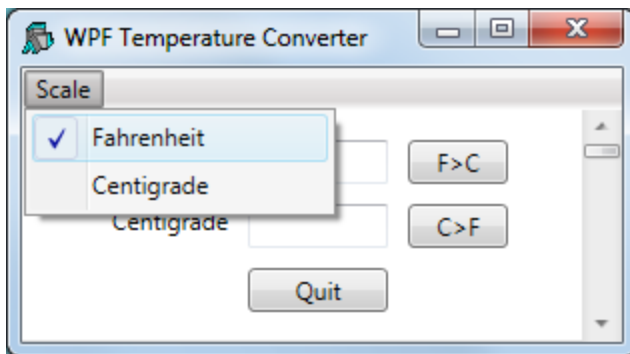 WPF Temperature Converter
Scale
Fahrenheit
F>C
Centigrade
Centigrade
C>F
Quit